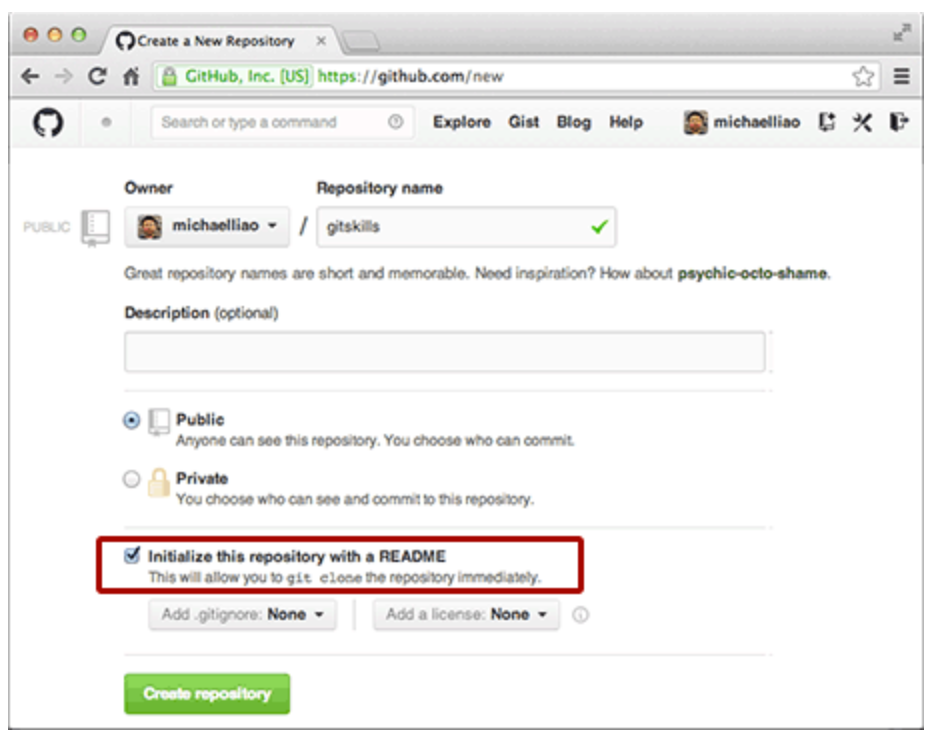 Create a New Repository
GitHub, Inc. [US] https://github.com/new
Search or type a command Explore Gist Blog Help michaelliao
Owner Repository name
PUBLIC michaelliao / gitskills
Great repository names are short and memorable. Need inspiration? How about psychic-octo-shame.
Description (optional)
Public
Anyone can see this repository. You choose who can commit.
Private
You choose who can see and commit to this repository.
Initialize this repository with a README
This will allow you to git clone the repository immediately.
Add .gitignore: None Add a license: None
Create repository